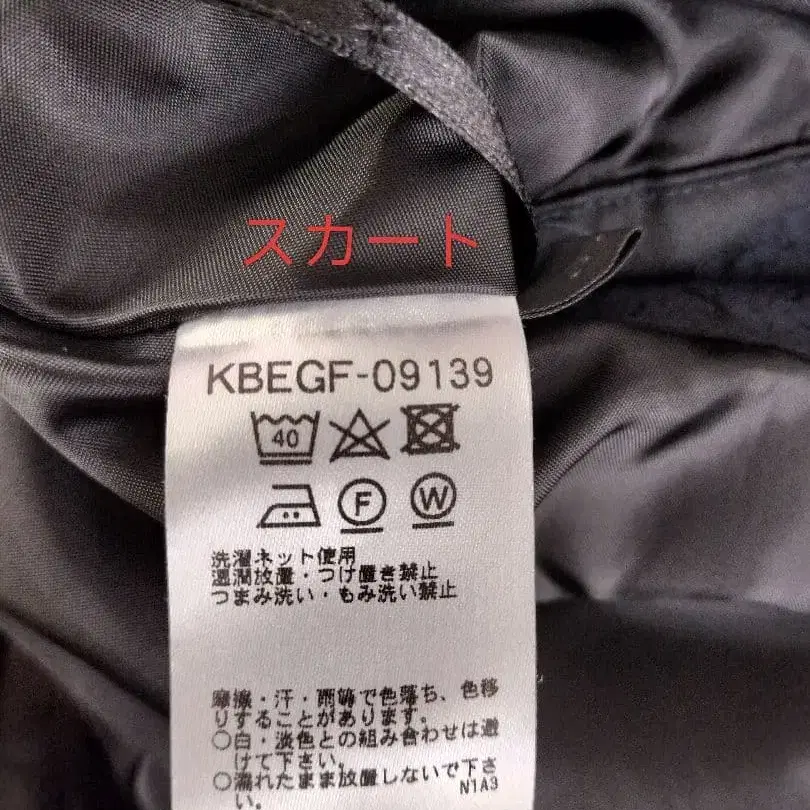 スカート
KBEGF-09139
40
F
W
洗濯ネット使用
湿潤放置・つけ置き禁止
つまみ洗い・もみ洗い禁止
摩擦・汗・雨等で色落ち、色移
りすることがあります。
○白・淡色との組み合わせは避
けて下さい。
○濡れたまま放置しないで下さ
い。
N1A9